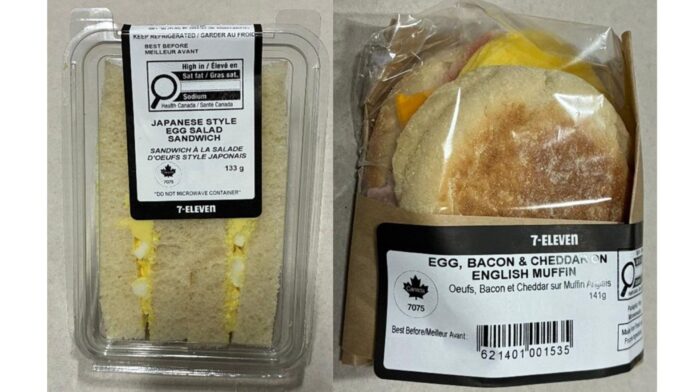 KEEP REFRIGERATED / GARDER AU FROID
BEST BEFORE
MEILLEUR AVANT
High in / Élevé en
Sat fat / Gras sat.
Sodium
Health Canada / Santé Canada
JAPANESE STYLE
EGG SALAD
SANDWICH
SANDWICH À LA SALADE
D'OEUFS STYLE JAPONAIS
133 g
7075
"DO NOT MICROWAVE CONTAINER"
7-ELEVEN
7-ELEVEN
EGG, BACON & CHEDDAR ON
ENGLISH MUFFIN
Oeufs, Bacon et Cheddar sur Muffin Anglais
141g
Canada
7075
Best Before/Meilleur Avant:
621401 001535